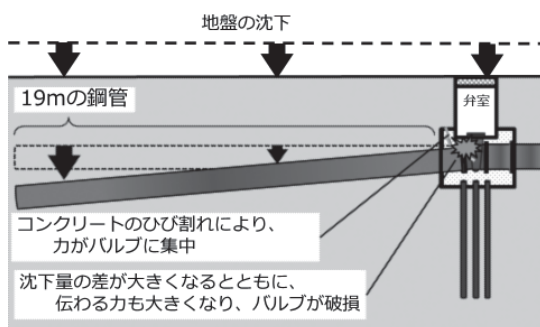 地盤の沈下
弁室
19mの鋼管
コンクリートのひび割れにより、
力がバルブに集中
沈下量の差が大きくなるとともに、
伝わる力も大きくなり、バルブが破損